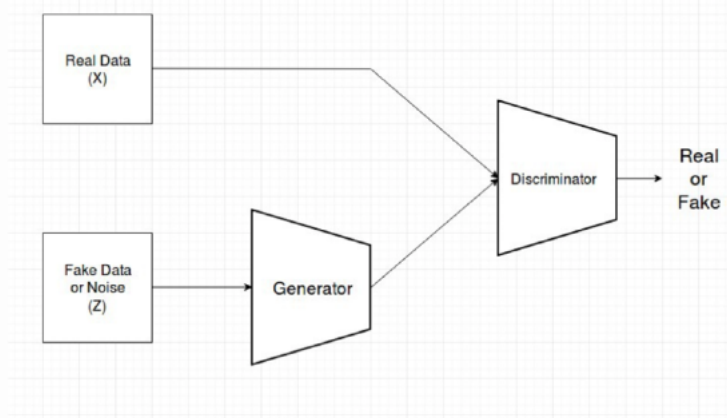 Real Data
(X)
Discriminator
Real
or
Fake
Fake Data
or Noise
(Z)
Generator